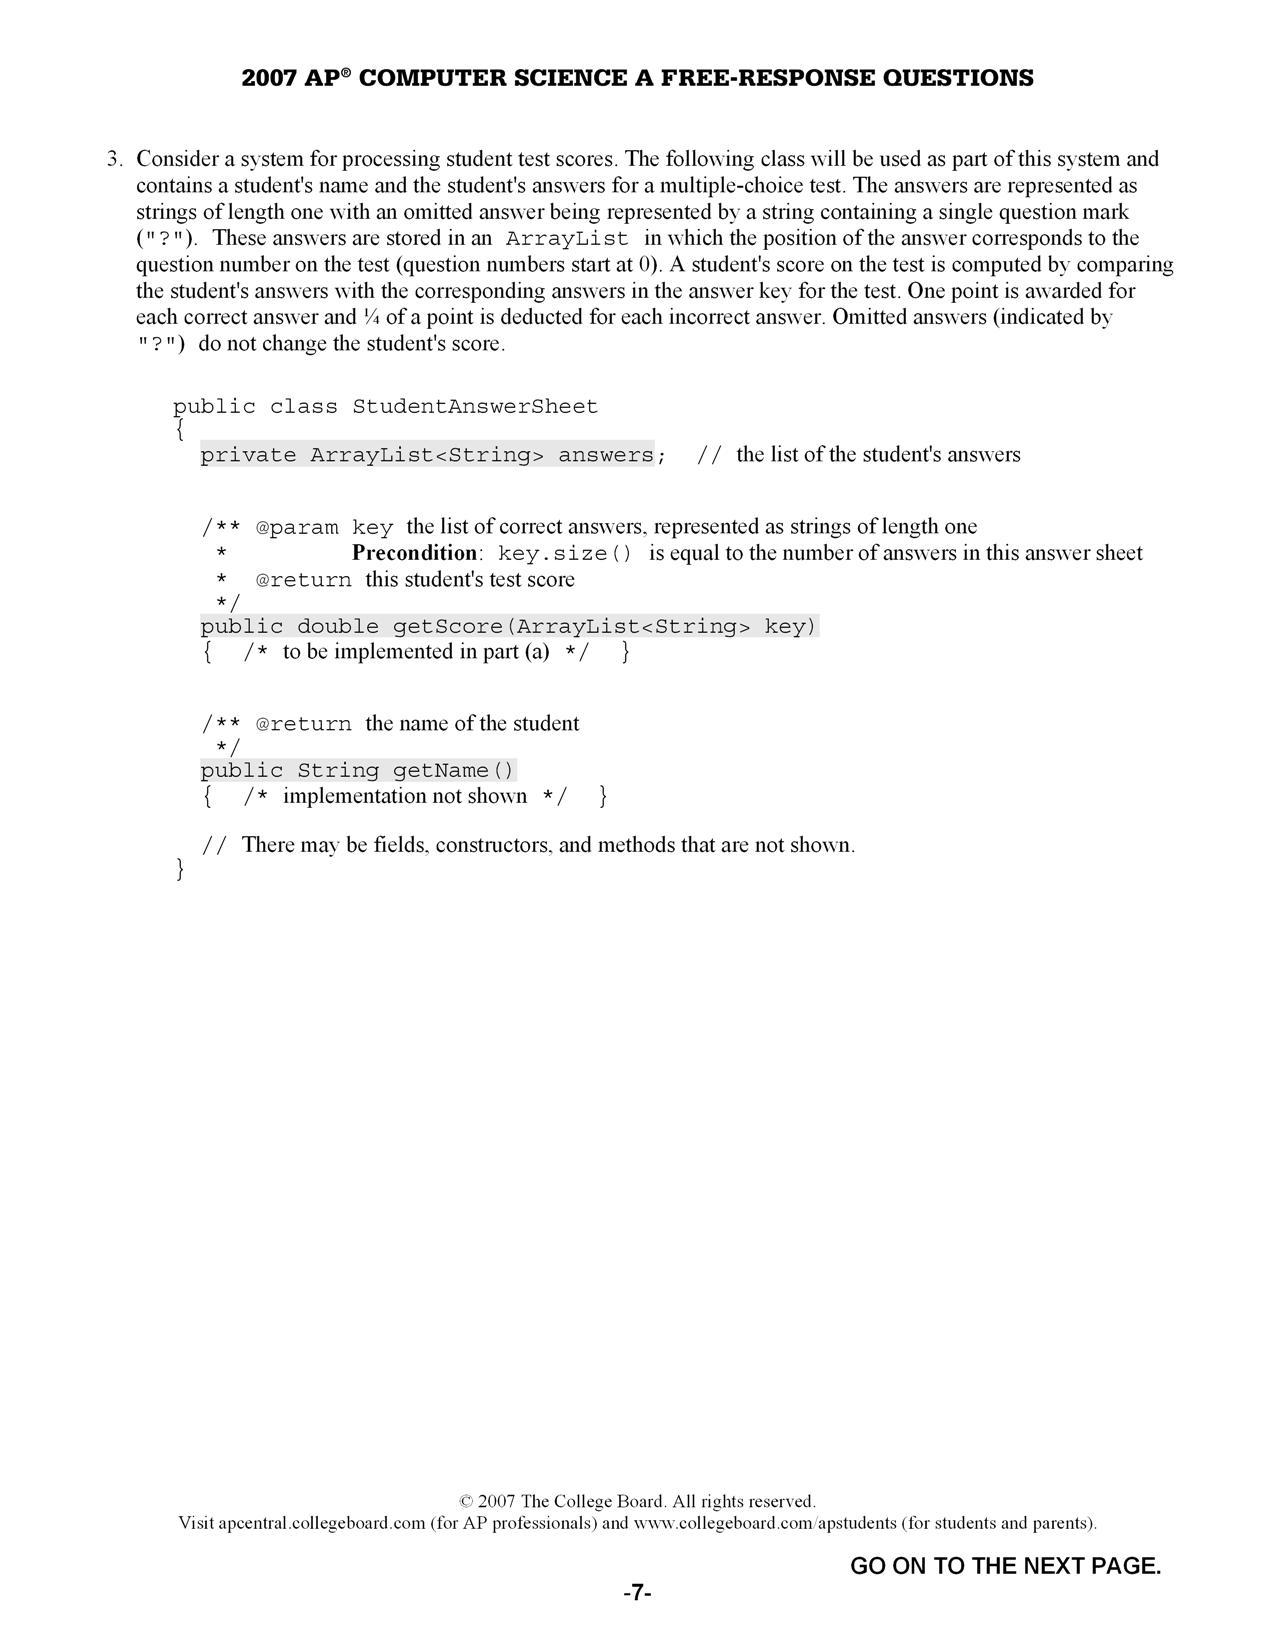 2007 AP® COMPUTER SCIENCE A FREE-RESPONSE QUESTIONS
3. Consider a system for processing student test scores. The following class will be used as part of this system and
contains a student's name and the student's answers for a multiple-choice test. The answers are represented as
strings of length one with an omitted answer being represented by a string containing a single question mark
("?"). These answers are stored in an ArrayList in which the position of the answer corresponds to the
question number on the test (question numbers start at 0). A student's score on the test is computed by comparing
the student's answers with the corresponding answers in the answer key for the test. One point is awarded for
each correct answer and ¼ of a point is deducted for each incorrect answer. Omitted answers (indicated by
"?") do not change the student's score.
public class StudentAnswerSheet
{
private ArrayList<String> answers; // the list of the student's answers
/** @param key the list of correct answers, represented as strings of length one
* Precondition: key.size() is equal to the number of answers in this answer sheet
* @return this student's test score
*/
public double getScore(ArrayList<String> key)
{ /* to be implemented in part (a) */ }
/** @return the name of the student
*/
public String getName()
{ /* implementation not shown */ }
// There may be fields, constructors, and methods that are not shown.
}
© 2007 The College Board. All rights reserved.
Visit apcentral.collegeboard.com (for AP professionals) and www.collegeboard.com/apstudents (for students and parents).
GO ON TO THE NEXT PAGE.
-7-